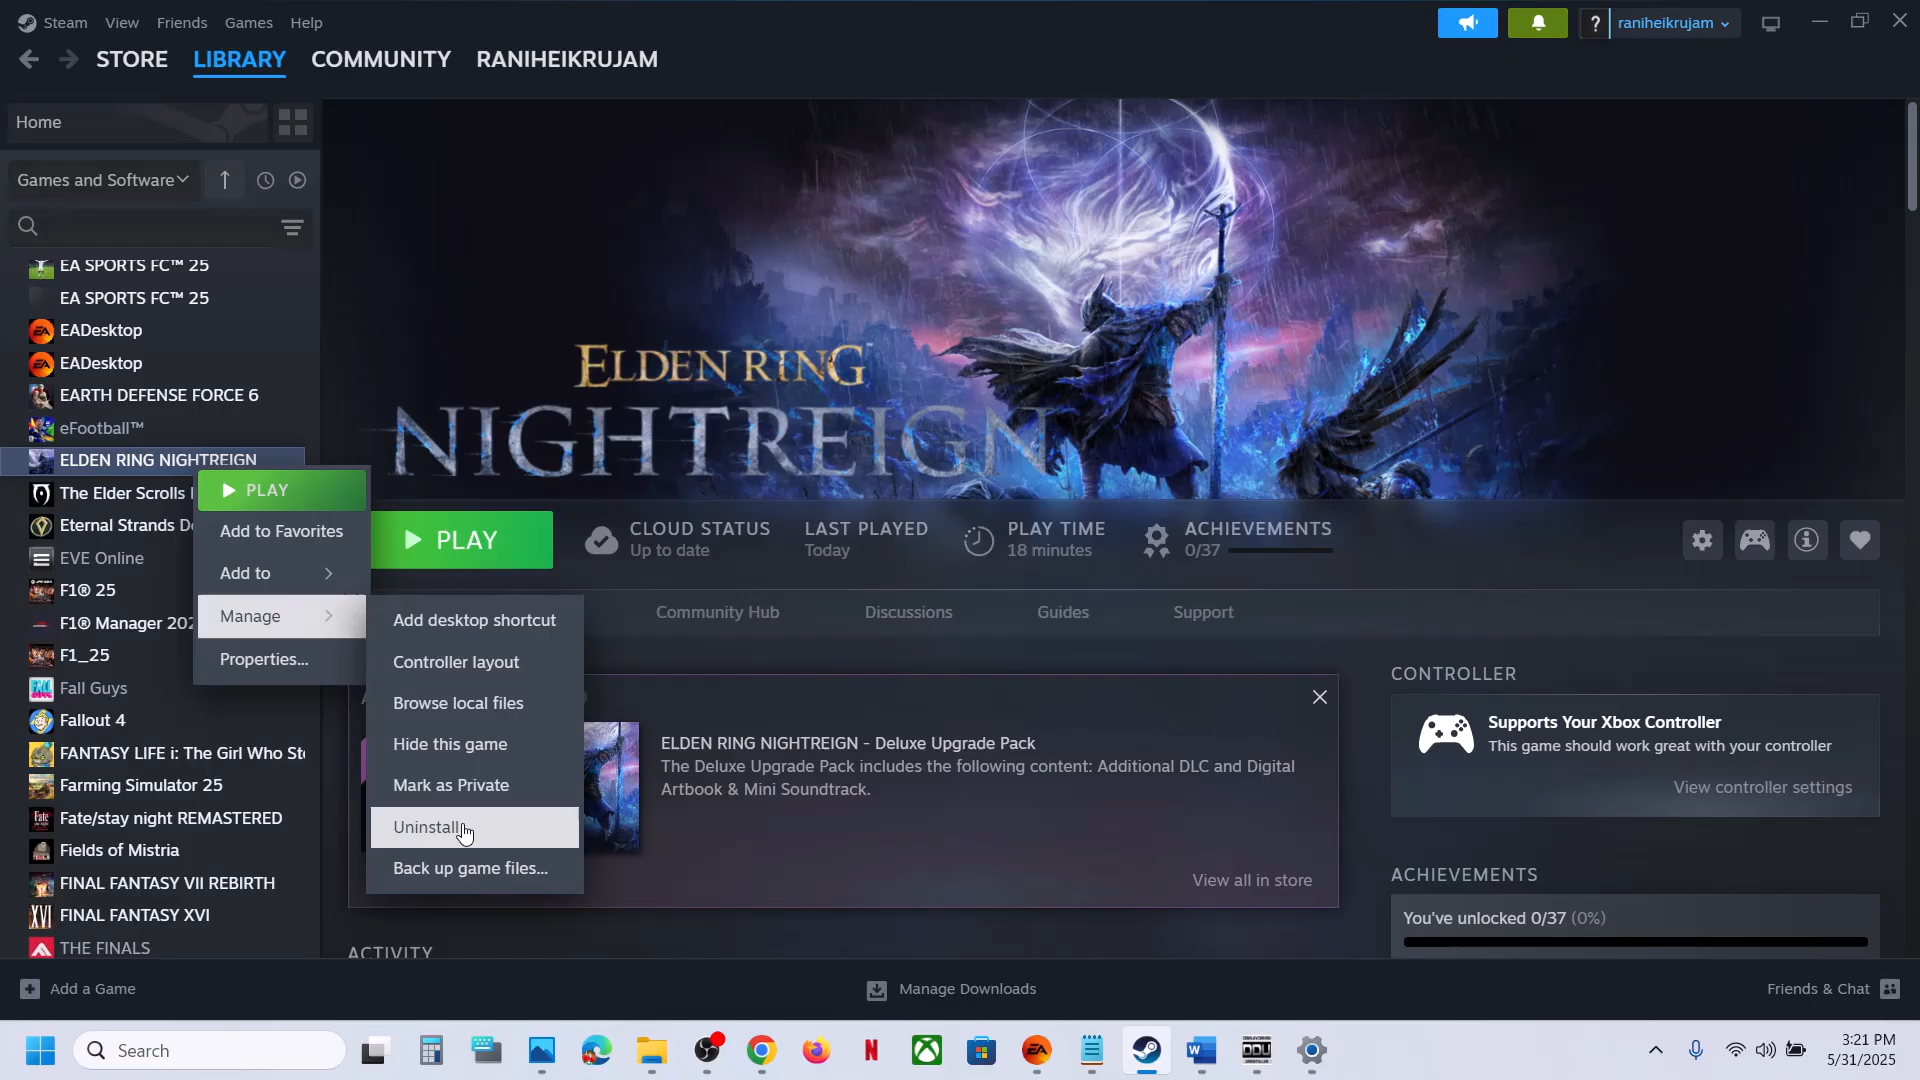 Steam View Friends Games Help
? raniheikrujam
STORE LIBRARY COMMUNITY RANIHEIKRUJAM
Home
Games and Software
EA SPORTS FC™ 25
EA SPORTS FC™ 25
EADesktop
EADesktop
EARTH DEFENSE FORCE 6
eFootball™
ELDEN RING NIGHTREIGN
The Elder Scrolls
Eternal Strands
EVE Online
F1® 25
F1® Manager
F1_25
Fall Guys
Fallout 4
FANTASY LIFE i: The Girl Who
Farming Simulator 25
Fate/stay night REMASTERED
Fields of Mistria
FINAL FANTASY VII REBIRTH
FINAL FANTASY XVI
THE FINALS
PLAY
Add to Favorites
Add to
Manage
Properties...
Add desktop shortcut
Controller layout
Browse local files
Hide this game
Mark as Private
Uninstall
Back up game files...
ELDEN RING
NIGHTREIGN
PLAY
CLOUD STATUS
Up to date
LAST PLAYED
Today
PLAY TIME
18 minutes
ACHIEVEMENTS
0/37
Community Hub Discussions Guides Support
ELDEN RING NIGHTREIGN - Deluxe Upgrade Pack
The Deluxe Upgrade Pack includes the following content: Additional DLC and Digital
Artbook & Mini Soundtrack.
View all in store
ACTIVITY
CONTROLLER
Supports Your Xbox Controller
This game should work great with your controller
View controller settings
ACHIEVEMENTS
You've unlocked 0/37 (0%)
Add a Game
Manage Downloads
Friends & Chat
Search
3:21 PM
5/31/2025